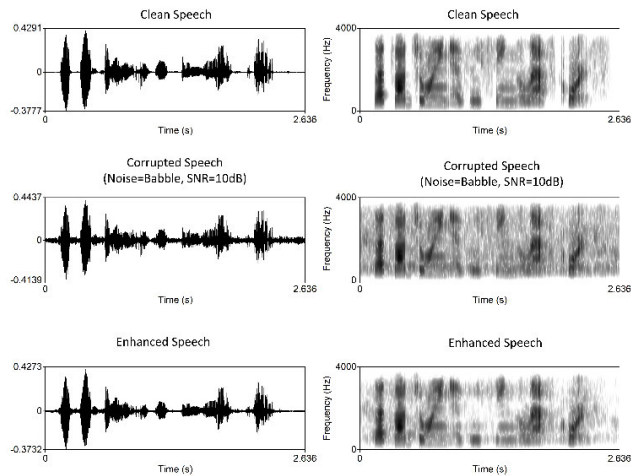 Clean Speech
0.4291
0
-0.3777
0
2.636
Time (s)
Clean Speech
4000
Frequency (Hz)
0
0
2.636
Time (s)
Corrupted Speech
(Noise=Babble, SNR=10dB)
0.4437
0
-0.4139
0
2.636
Time (s)
Corrupted Speech
(Noise=Babble, SNR=10dB)
4000
Frequency (Hz)
0
0
2.636
Time (s)
Enhanced Speech
0.4273
0
-0.3732
0
2.636
Time (s)
Enhanced Speech
4000
Frequency (Hz)
0
0
2.636
Time (s)